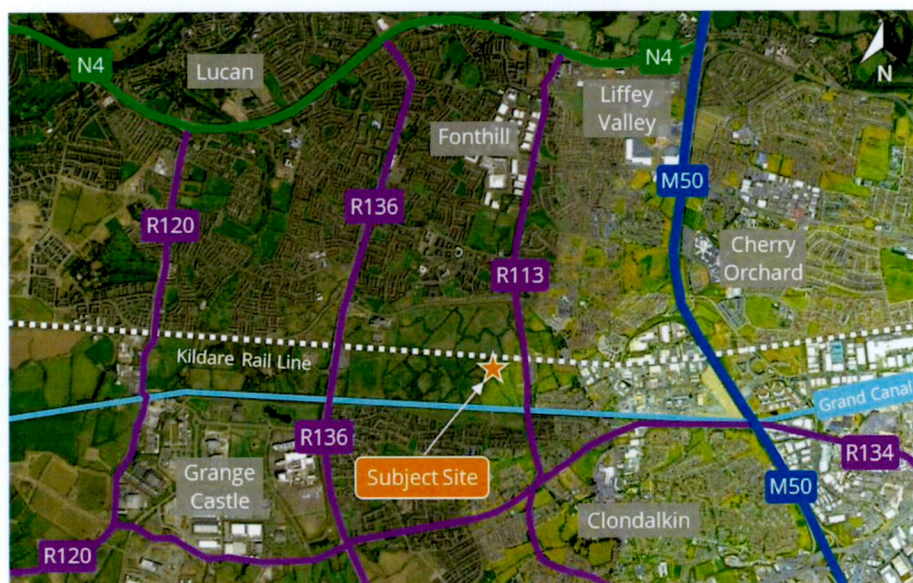 N4
Lucan
N4
N
Liffey
Valley
Fonthill
M50
R136
R120
Cherry
Orchard
R113
Kildare Rail Line
Grand Canal
R136
R134
Subject Site
Grange
Castle
M50
Clondalkin
R120